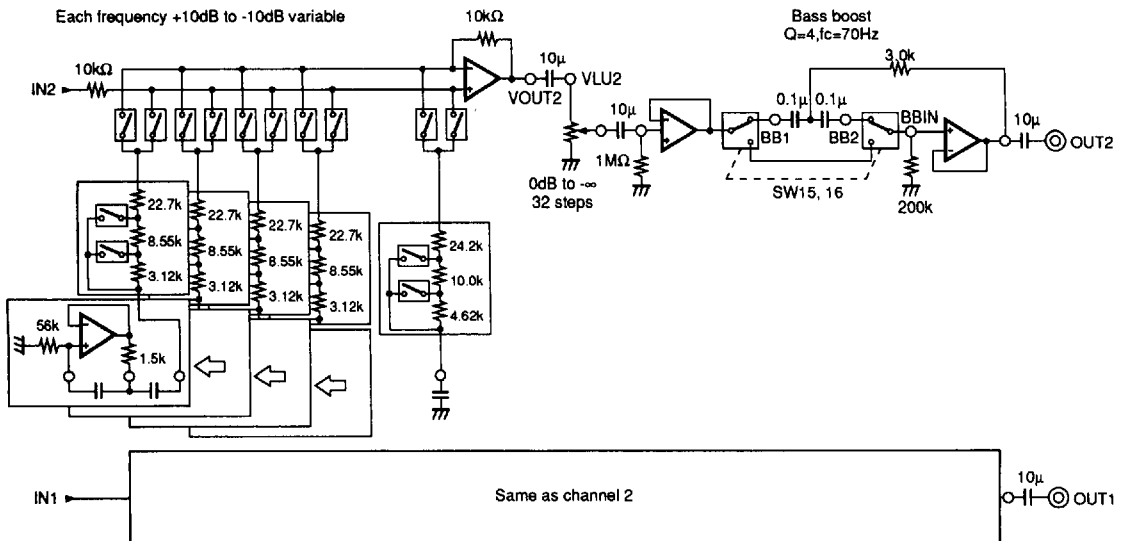 Each frequency +10dB to -10dB variable
Bass boost
Q=4,fc=70Hz
10kΩ
10kΩ
IN2
10μ
VLU2
VOUT2
10μ
1MΩ
0dB to -∞
32 steps
3.0k
0.1μ
0.1μ
BB1
BB2
BBIN
SW15, 16
200k
10μ
OUT2
22.7k
8.55k
3.12k
22.7k
8.55k
3.12k
22.7k
8.55k
3.12k
22.7k
8.55k
3.12k
24.2k
10.0k
4.62k
56k
1.5k
IN1
Same as channel 2
10μ
OUT1